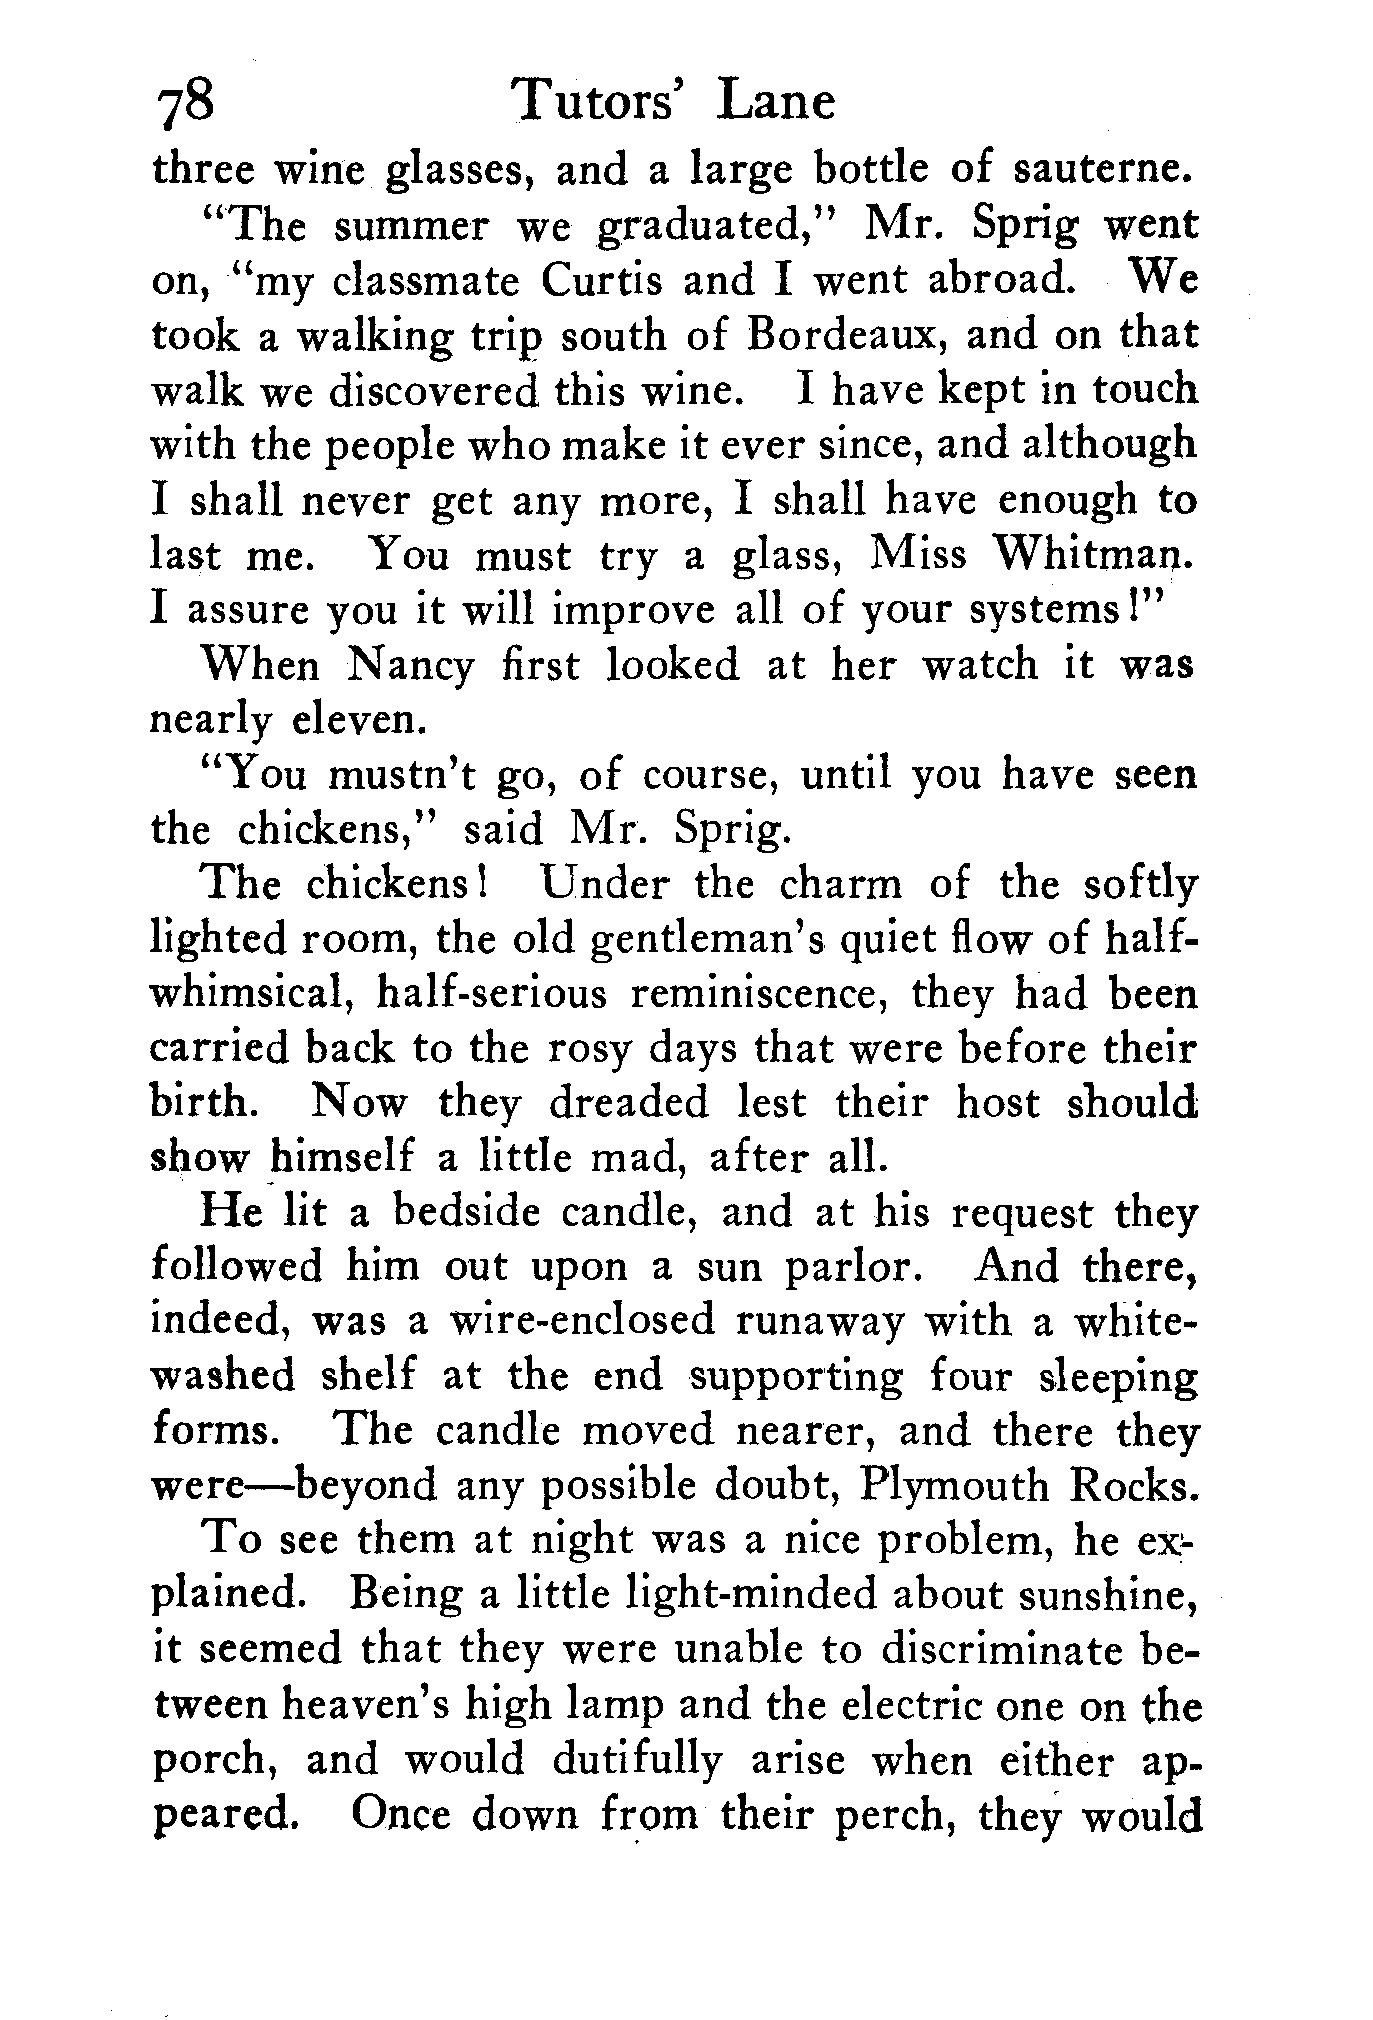 78 Tutors' Lane
three wine glasses, and a large bottle of sauterne.
"The summer we graduated," Mr. Sprig went
on, "my classmate Curtis and I went abroad. We
took a walking trip south of Bordeaux, and on that
walk we discovered this wine. I have kept in touch
with the people who make it ever since, and although
I shall never get any more, I shall have enough to
last me. You must try a glass, Miss Whitman.
I assure you it will improve all of your systems!"
When Nancy first looked at her watch it was
nearly eleven.
"You mustn't go, of course, until you have seen
the chickens," said Mr. Sprig.
The chickens! Under the charm of the softly
lighted room, the old gentleman's quiet flow of half-
whimsical, half-serious reminiscence, they had been
carried back to the rosy days that were before their
birth. Now they dreaded lest their host should
show himself a little mad, after all.
He lit a bedside candle, and at his request they
followed him out upon a sun parlor. And there,
indeed, was a wire-enclosed runaway with a white-
washed shelf at the end supporting four sleeping
forms. The candle moved nearer, and there they
were—beyond any possible doubt, Plymouth Rocks.
To see them at night was a nice problem, he ex-
plained. Being a little light-minded about sunshine,
it seemed that they were unable to discriminate be-
tween heaven's high lamp and the electric one on the
porch, and would dutifully arise when either ap-
peared. Once down from their perch, they would